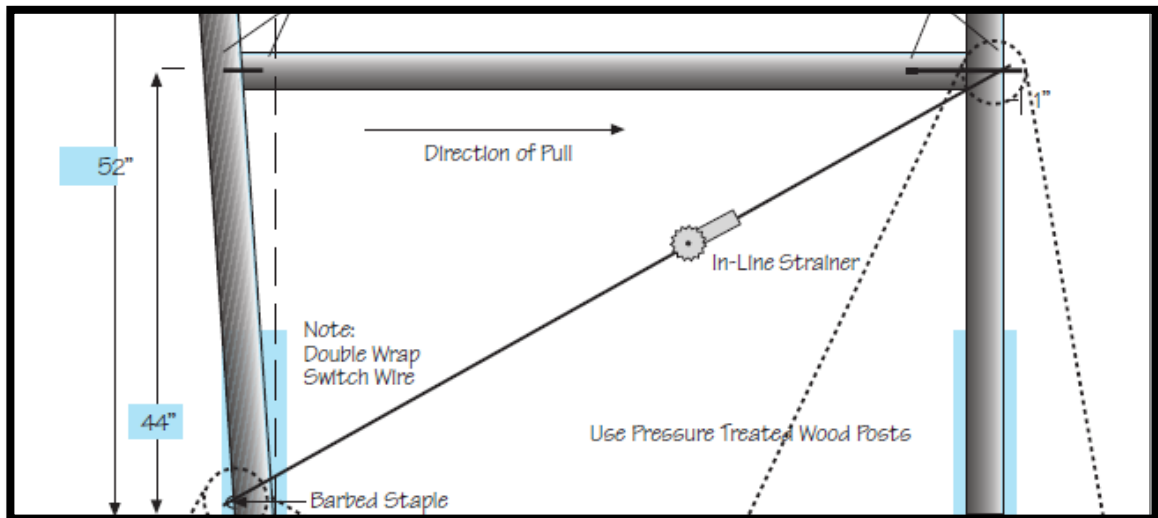 1”
Direction of Pull
52”
In-Line Strainer
Note:
Double Wrap
Switch Wire
44”
Use Pressure Treated Wood Posts
Barbed Staple